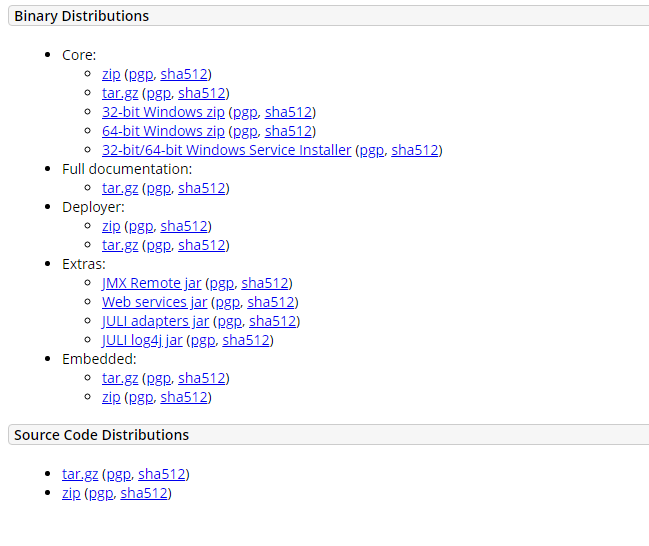 Binary Distributions
Core:
zip (pgp, sha512)
tar.gz (pgp, sha512)
32-bit Windows zip (pgp, sha512)
64-bit Windows zip (pgp, sha512)
32-bit/64-bit Windows Service Installer (pgp, sha512)
Full documentation:
tar.gz (pgp, sha512)
Deployer:
zip (pgp, sha512)
tar.gz (pgp, sha512)
Extras:
JMX Remote jar (pgp, sha512)
Web services jar (pgp, sha512)
JULI adapters jar (pgp, sha512)
JULI log4j jar (pgp, sha512)
Embedded:
tar.gz (pgp, sha512)
zip (pgp, sha512)
Source Code Distributions
tar.gz (pgp, sha512)
zip (pgp, sha512)